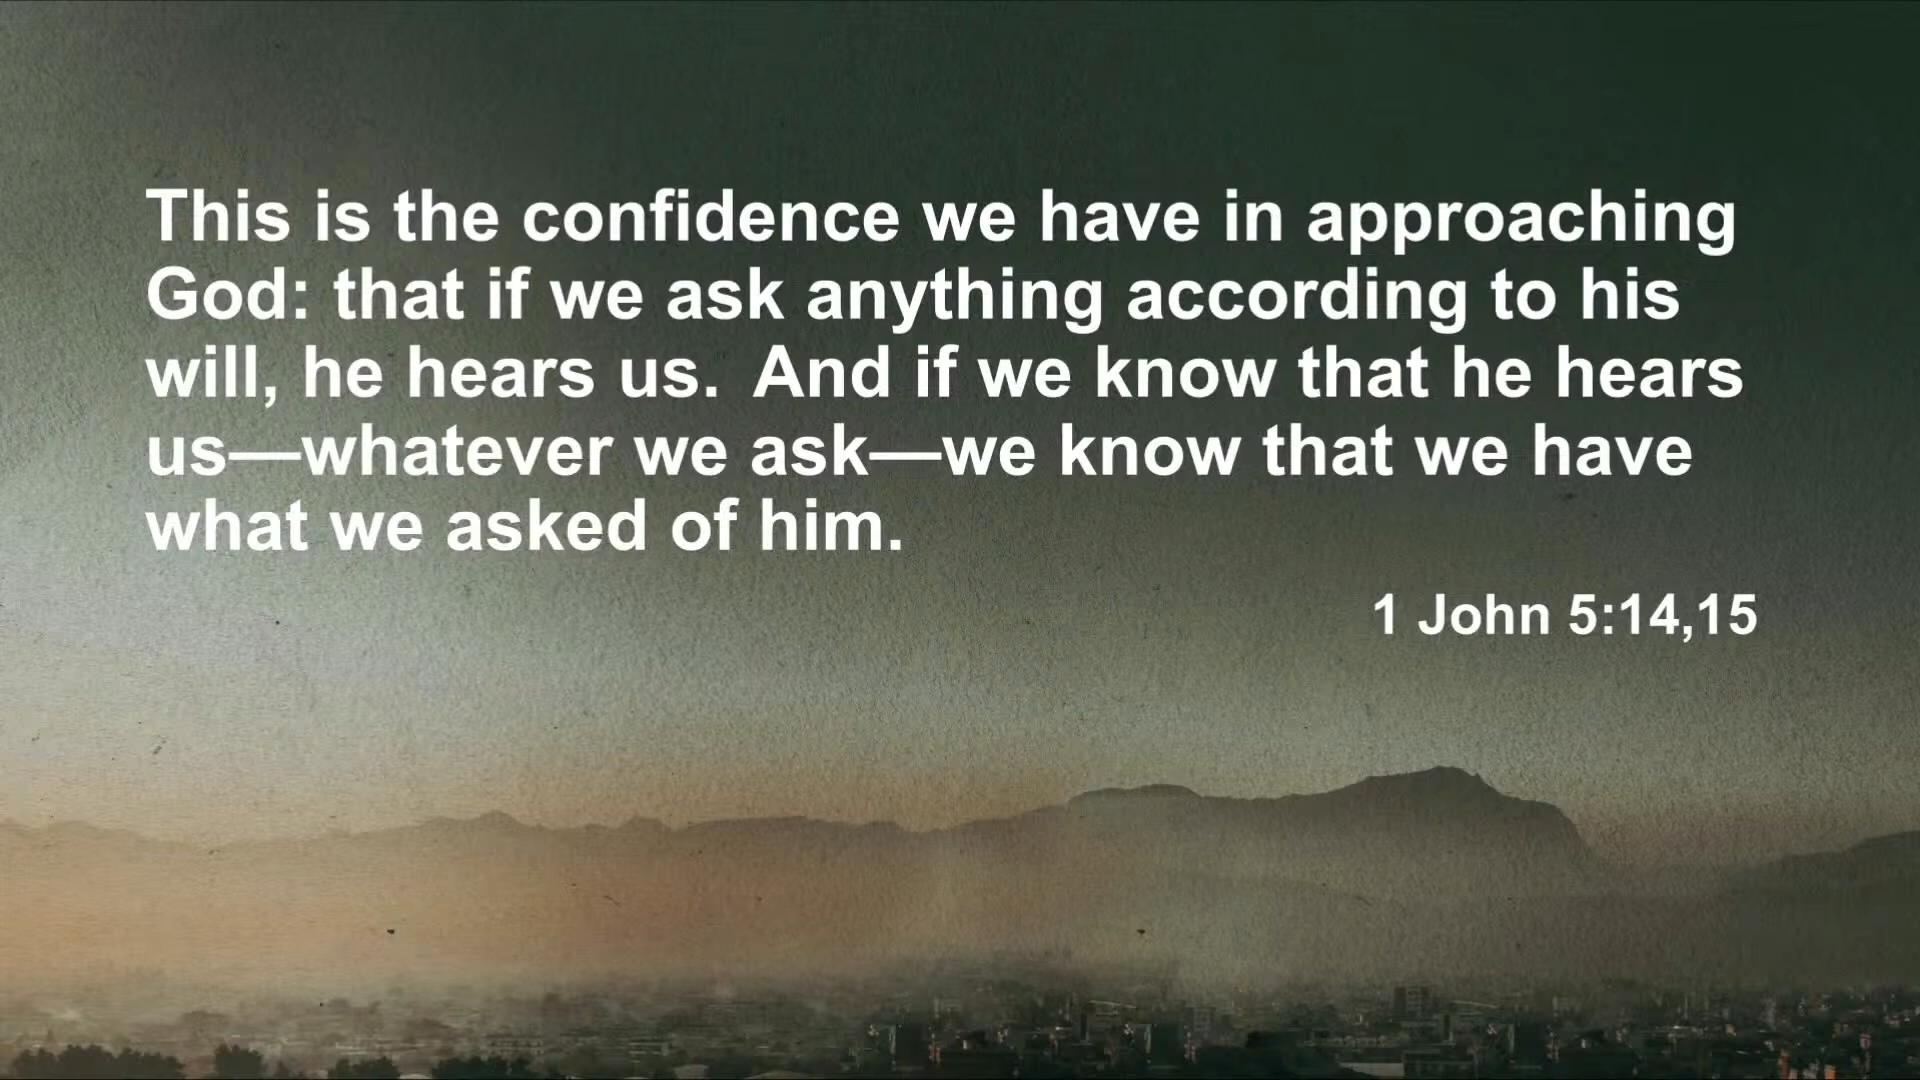 This is the confidence we have in approaching
God: that if we ask anything according to his
will, he hears us. And if we know that he hears
us—whatever we ask—we know that we have
what we asked of him.
1 John 5:14,15